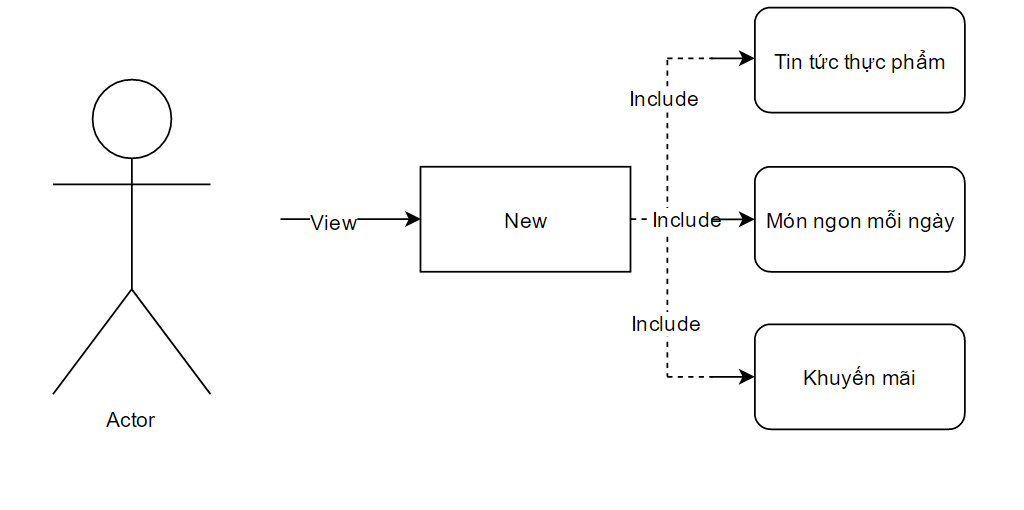 Tin tức thực phẩm
Include
View
New
Include
Món ngon mỗi ngày
Include
Khuyến mãi
Actor